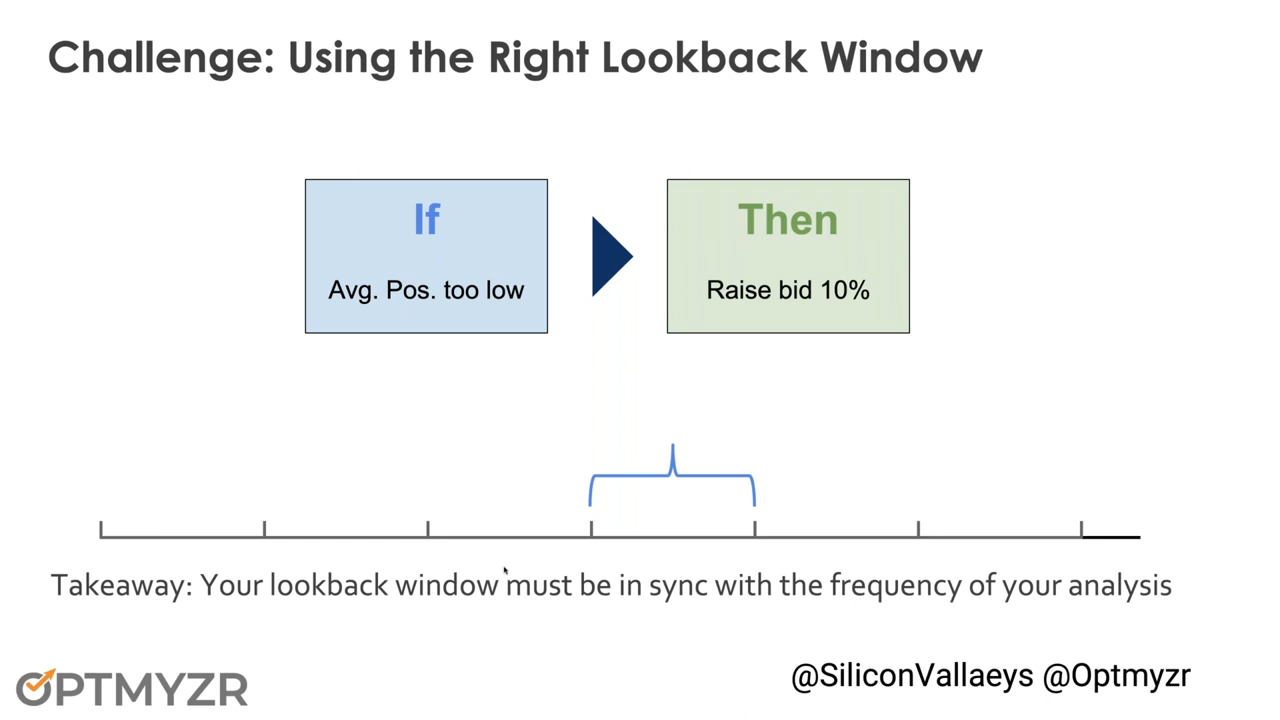 Challenge: Using the Right Lookback Window
If
Avg. Pos. too low
Then
Raise bid 10%
Takeaway: Your lookback window must be in sync with the frequency of your analysis
OPTMYZR
@SiliconVallaeys @Optmyzr